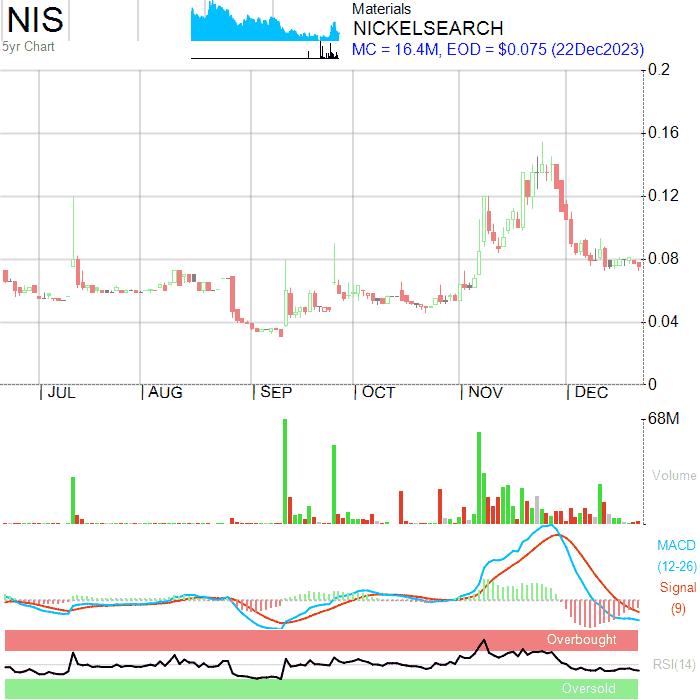 NIS
5yr Chart
Materials
NICKELSEARCH
MC = 16.4M, EOD = $0.075 (22Dec2023)
0.2
0.16
0.12
0.08
0.04
0
JUL AUG SEP OCT NOV DEC
68M
Volume
MACD
(12-26)
Signal
(9)
Overbought
RSI(14)
Oversold